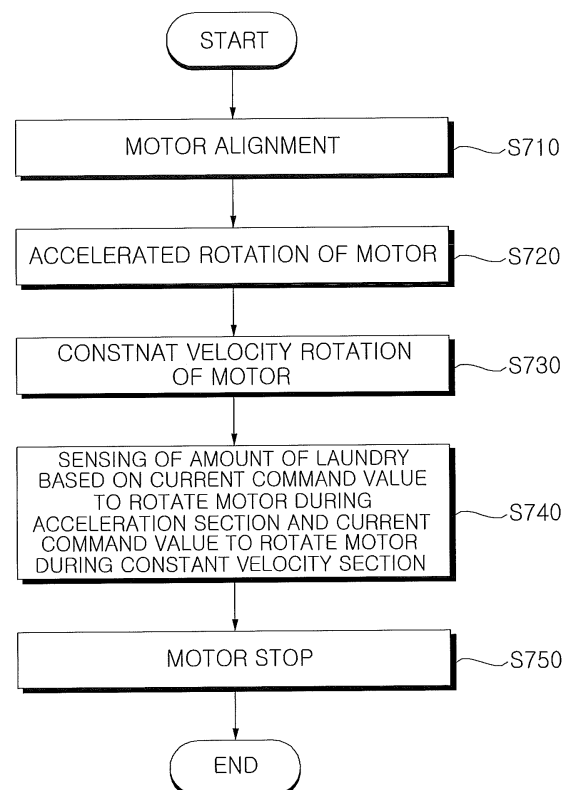 START
MOTOR ALIGNMENT
S710
ACCELERATED ROTATION OF MOTOR
S720
CONSTNAT VELOCITY ROTATION
OF MOTOR
S730
SENSING OF AMOUNT OF LAUNDRY
BASED ON CURRENT COMMAND VALUE
TO ROTATE MOTOR DURING
ACCELERATION SECTION AND CURRENT
COMMAND VALUE TO ROTATE MOTOR
DURING CONSTANT VELOCITY SECTION
S740
MOTOR STOP
S750
END